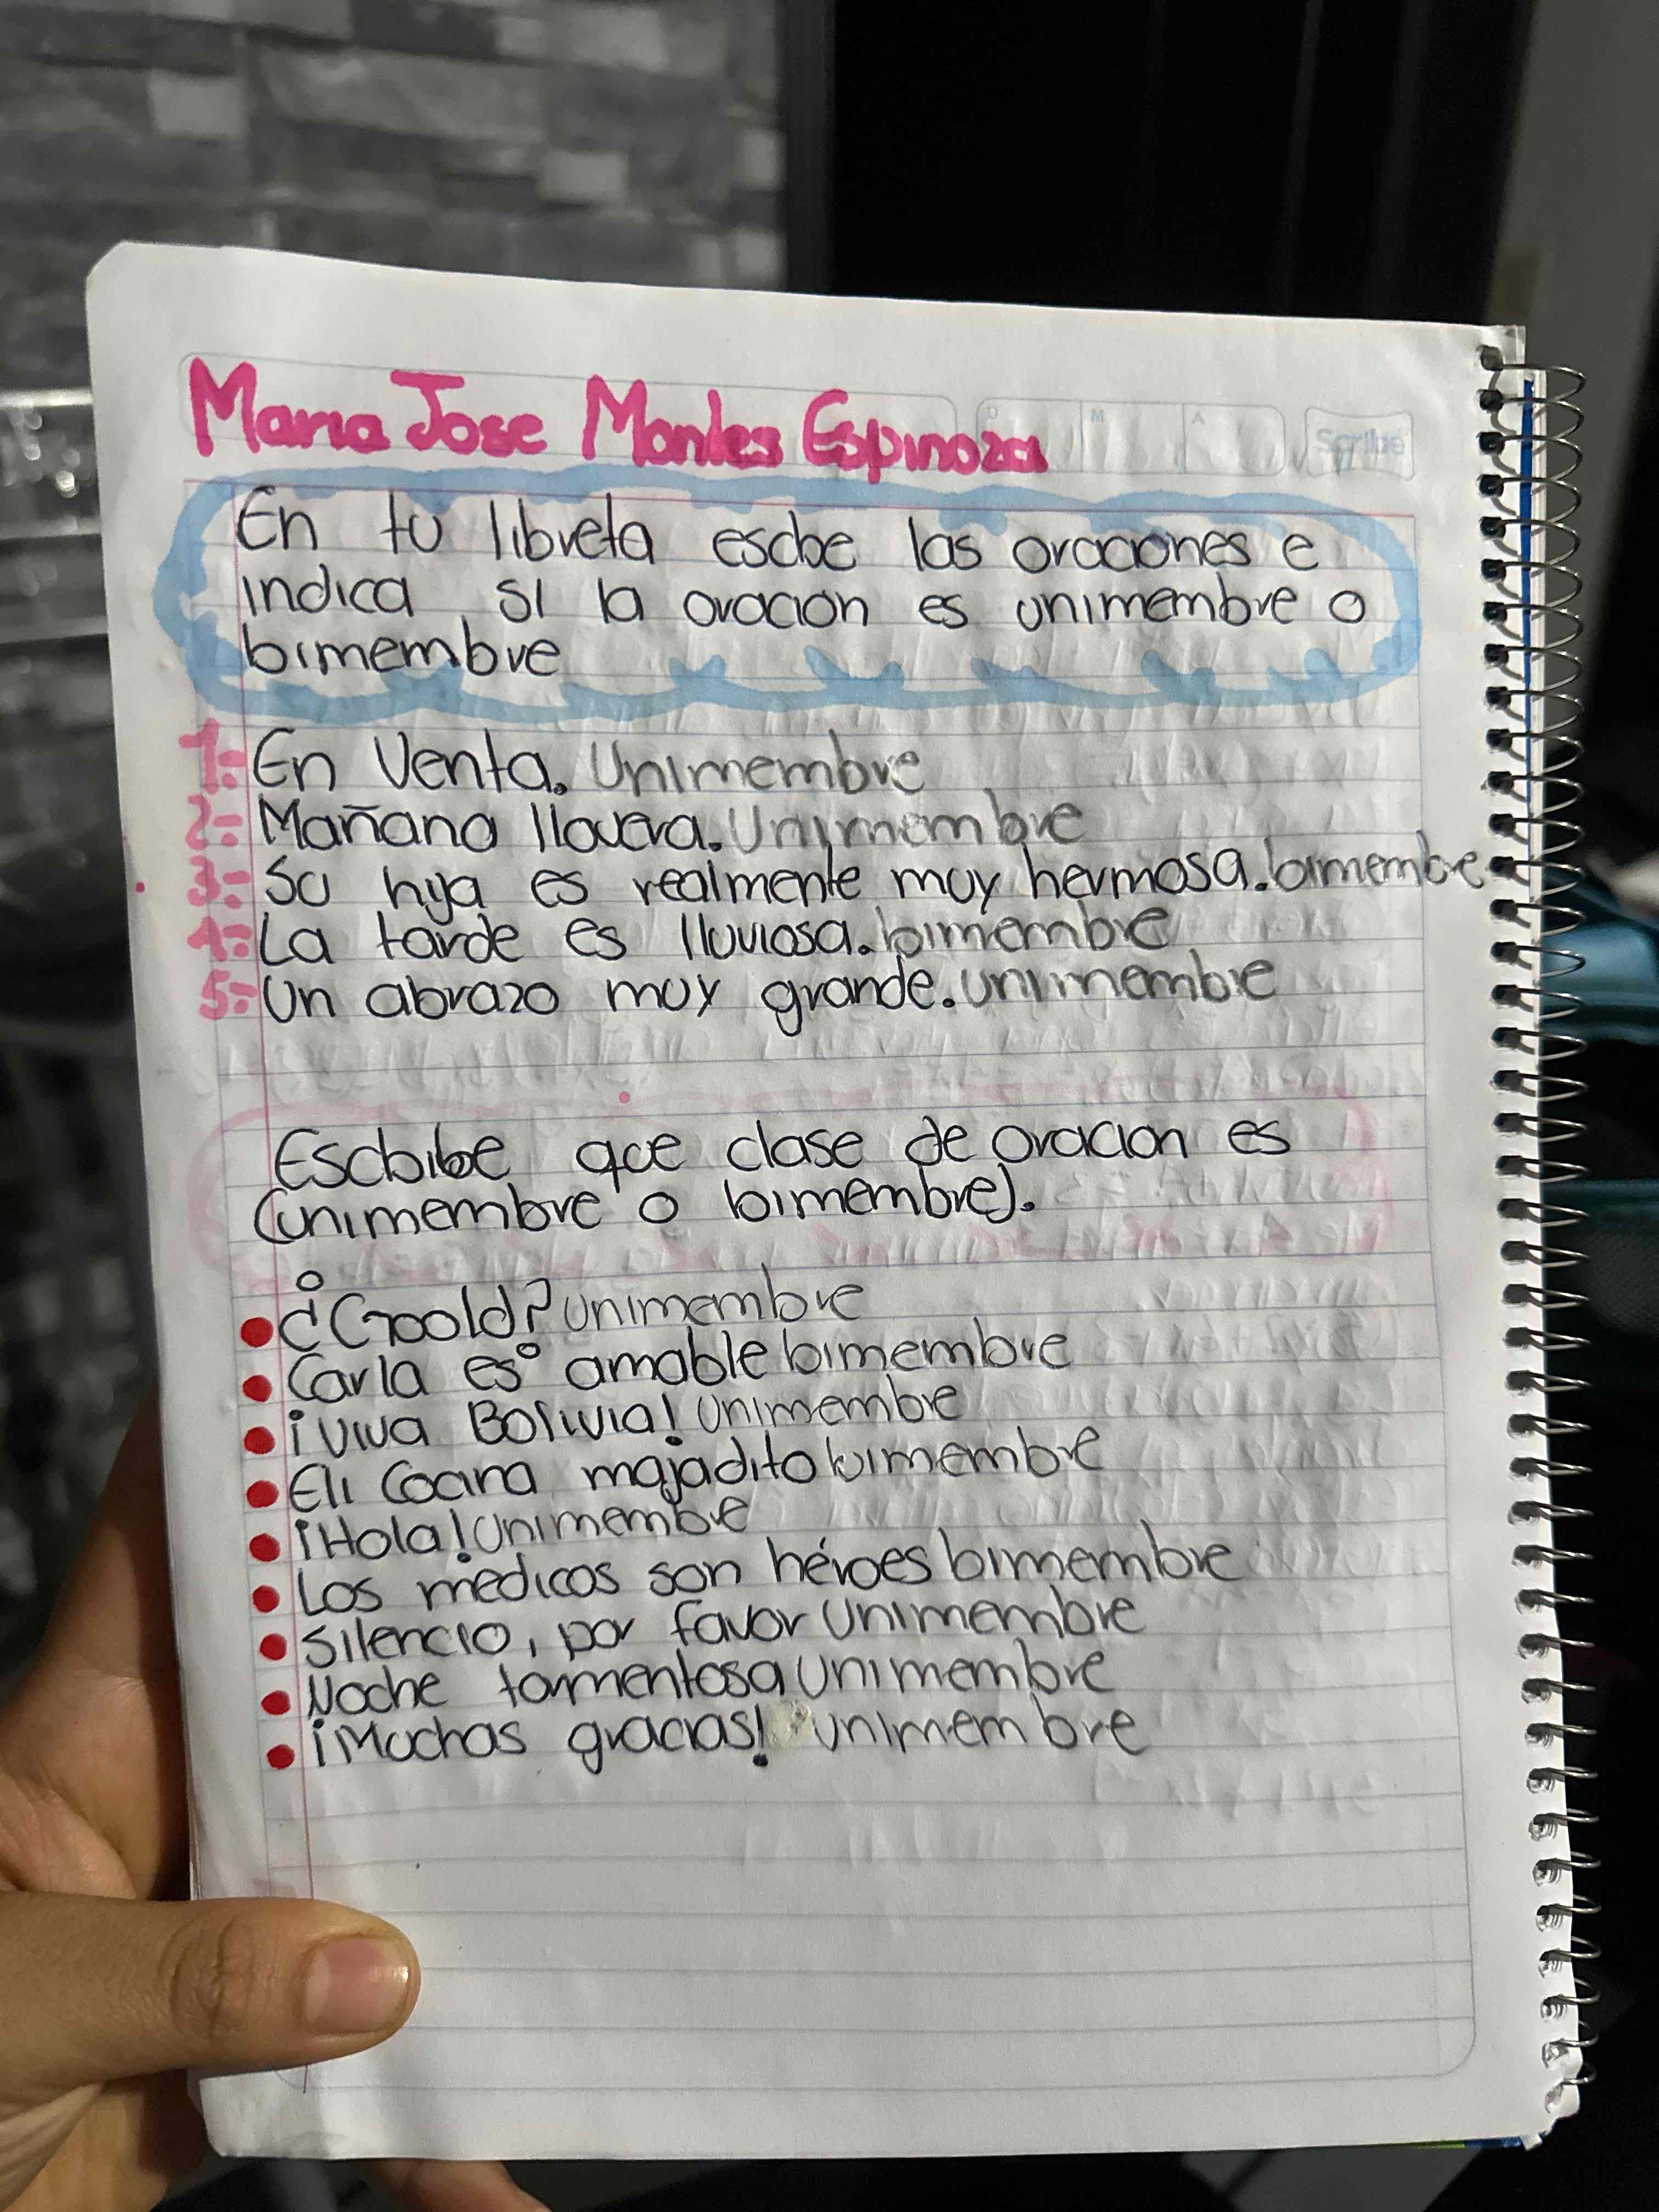 Maria Jose Monles Espinoza
D M A Scribe
En tu libreta escbe las oraciones e
indica si la oracion es unimembre o
bimembre
1:- En Venta. Unimembre
2:- Mañana llovera. Unimembre
3:- Su hija es realmente muy hermosa. bimembre
4:- La tarde es lluviosa. bimembre
5:- Un abrazo muy grande. unimembre
Escbibe que clase de oracion es
(unimembre o bimembre).
• ¿Goold? unimembre
• Carla es amable bimembre
• ¡Viva Bolivia! unimembre
• Eli Cocina majadito bimembre
• ¡Hola! unimembre
• Los médicos son héroes bimembre
• Silencio, por favor unimembre
• Noche tormentosa unimembre
• ¡Muchas gracias! unimembre